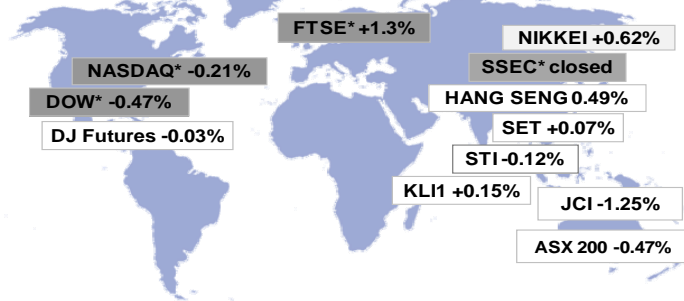 FTSE* +1.3%
NIKKEI +0.62%
NASDAQ* -0.21%
SSEC* closed
DOW* -0.47%
HANG SENG 0.49%
DJ Futures -0.03%
SET +0.07%
STI -0.12%
KLI1 +0.15%
JCI -1.25%
ASX 200 -0.47%